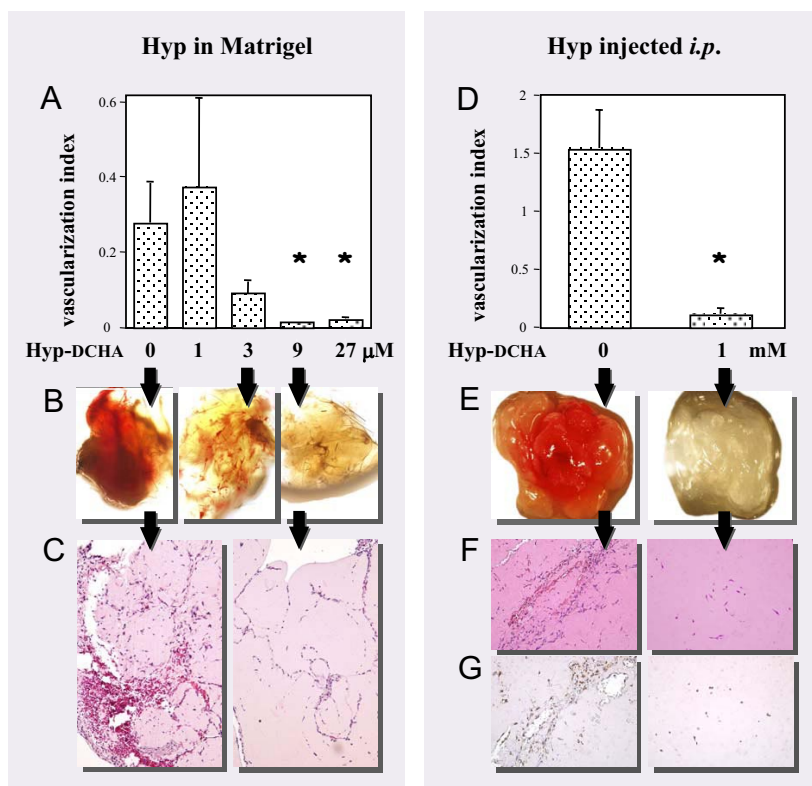 Hyp in Matrigel
A
vascularization index
0.6
0.4
0.2
0
*
*
Hyp-DCHA 0 1 3 9 27 μM
B
C
Hyp injected i.p.
D
vascularization index
2
1.5
1
0.5
0
*
Hyp-DCHA 0 1 mM
E
F
G